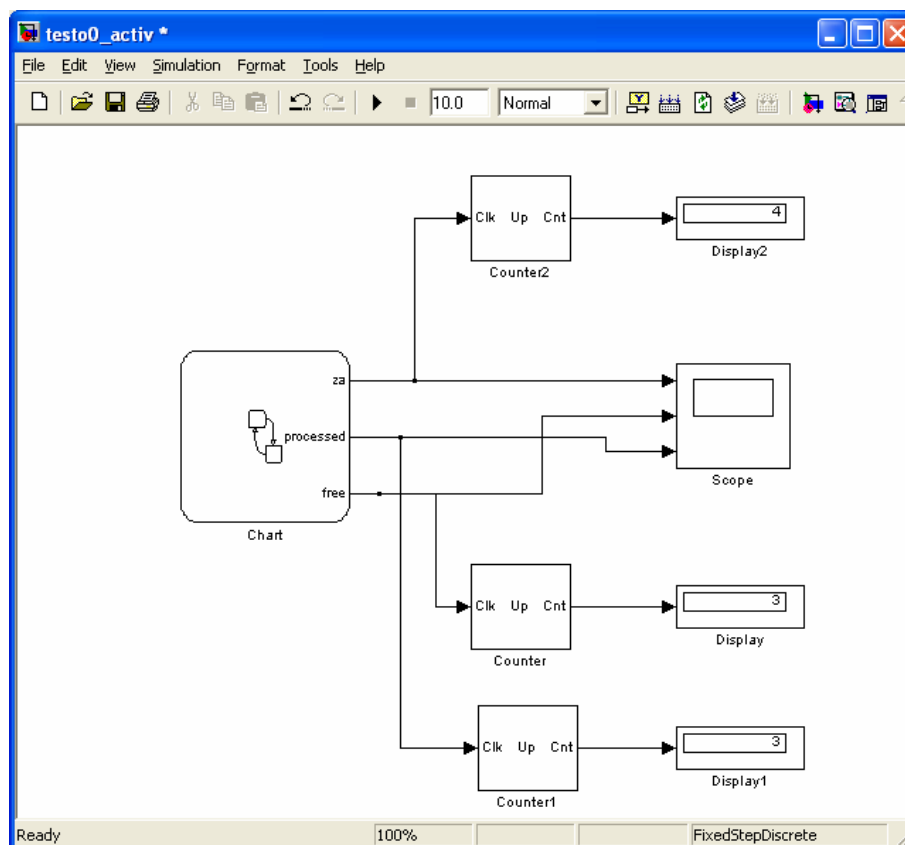 testo0_activ *
File Edit View Simulation Format Tools Help
10.0 Normal
Clk Up Cnt
4
Counter2
Display2
za
processed
free
Chart
Scope
Clk Up Cnt
3
Counter
Display
Clk Up Cnt
3
Counter1
Display1
Ready 100% FixedStepDiscrete